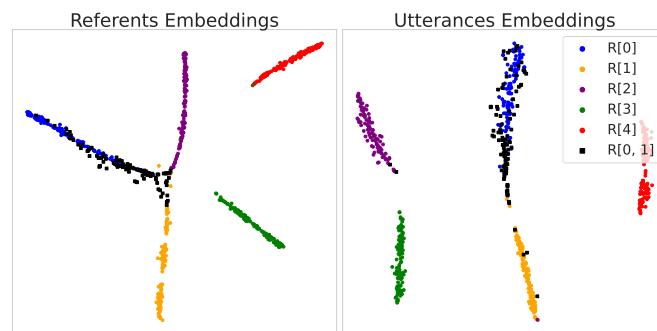 Referents Embeddings
Utterances Embeddings
R[0]
R[1]
R[2]
R[3]
R[4]
R[0, 1]